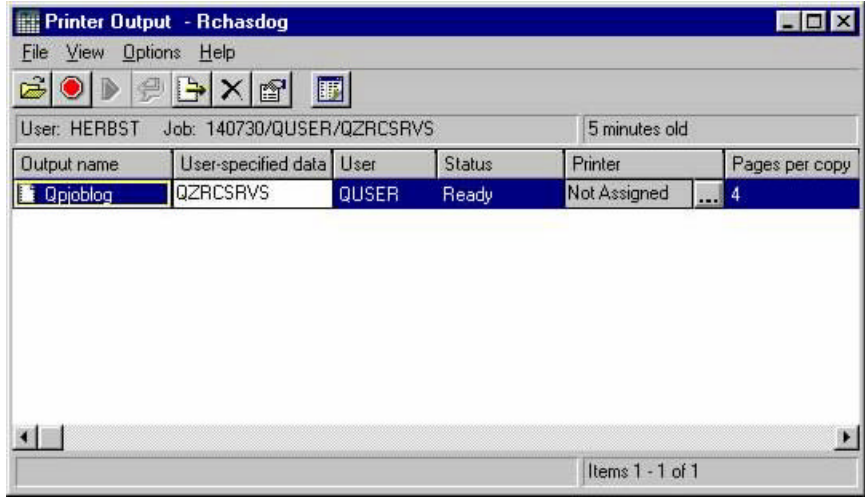 Printer Output - Rchasdog
File View Options Help
User: HERBST Job: 140730/QUSER/QZRCSRVS 5 minutes old
Output name User-specified data User Status Printer Pages per copy
Qpjoblog QZRCSRVS QUSER Ready Not Assigned ... 4
Items 1 - 1 of 1